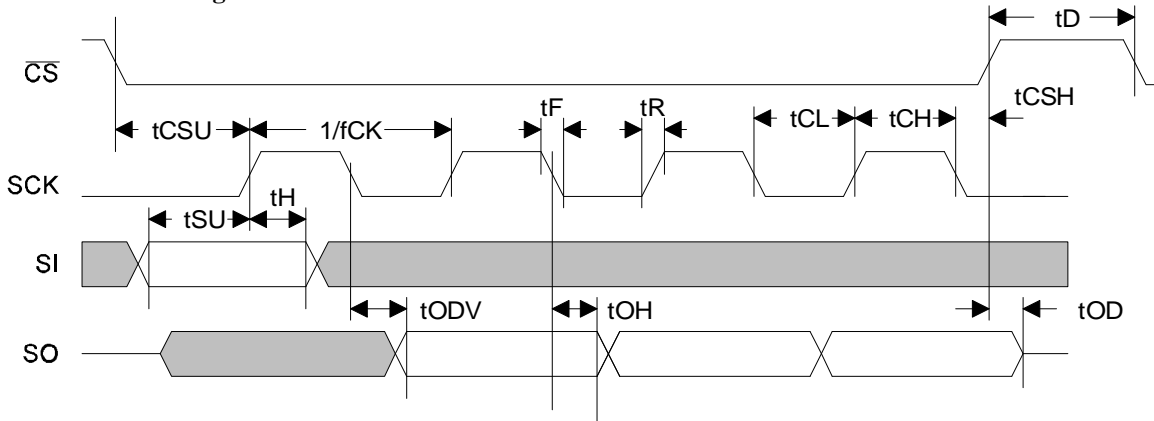 tD
CS
tCSH
tF
tR
tCSU
1/fCK
tCL
tCH
SCK
tH
tSU
SI
tODV
tOH
tOD
SO